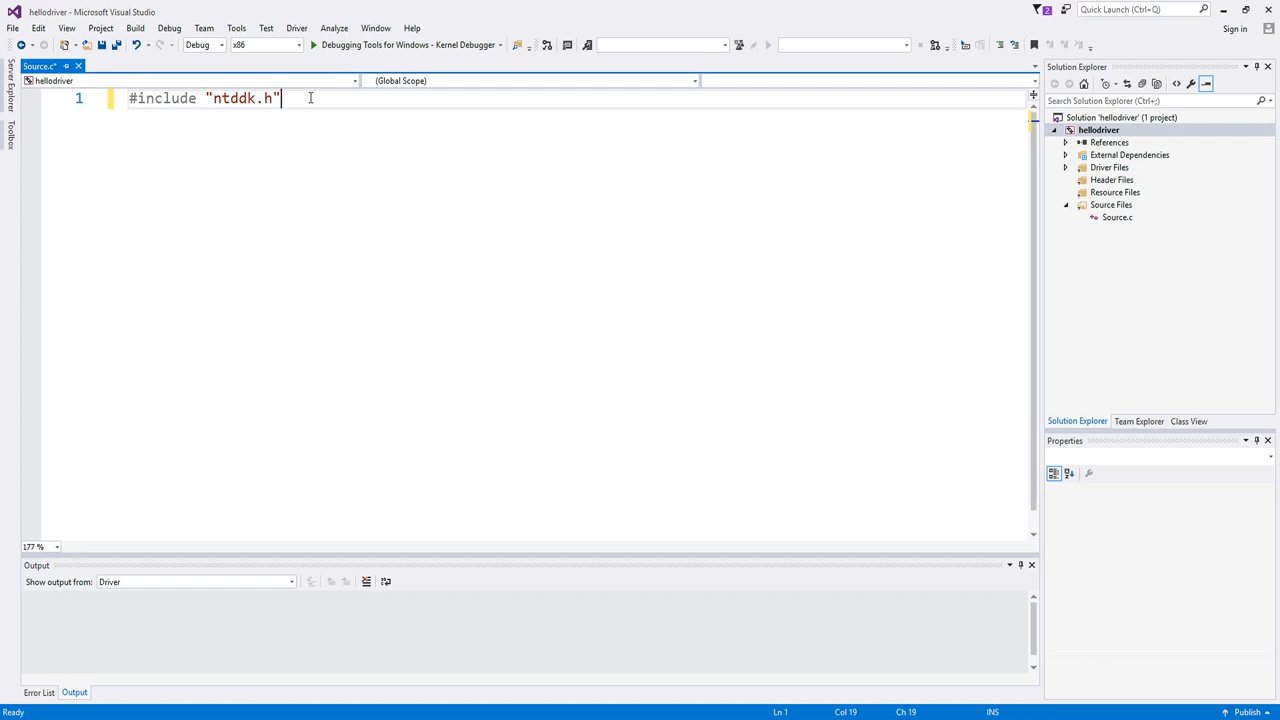 hellodriver - Microsoft Visual Studio
2
Quick Launch (Ctrl+Q)
File Edit View Project Build Debug Team Tools Test Driver Analyze Window Help
Sign in
Debug x86 Debugging Tools for Windows - Kernel Debugger
Server Explorer
Toolbox
Source.c*
hellodriver (Global Scope)
1 #include "ntddk.h"
177 %
Output
Show output from: Driver
Error List Output
Solution Explorer
Search Solution Explorer (Ctrl+;)
Solution 'hellodriver' (1 project)
hellodriver
References
External Dependencies
Driver Files
Header Files
Resource Files
Source Files
Source.c
Solution Explorer Team Explorer Class View
Properties
Ready Ln 1 Col 19 Ch 19 INS Publish